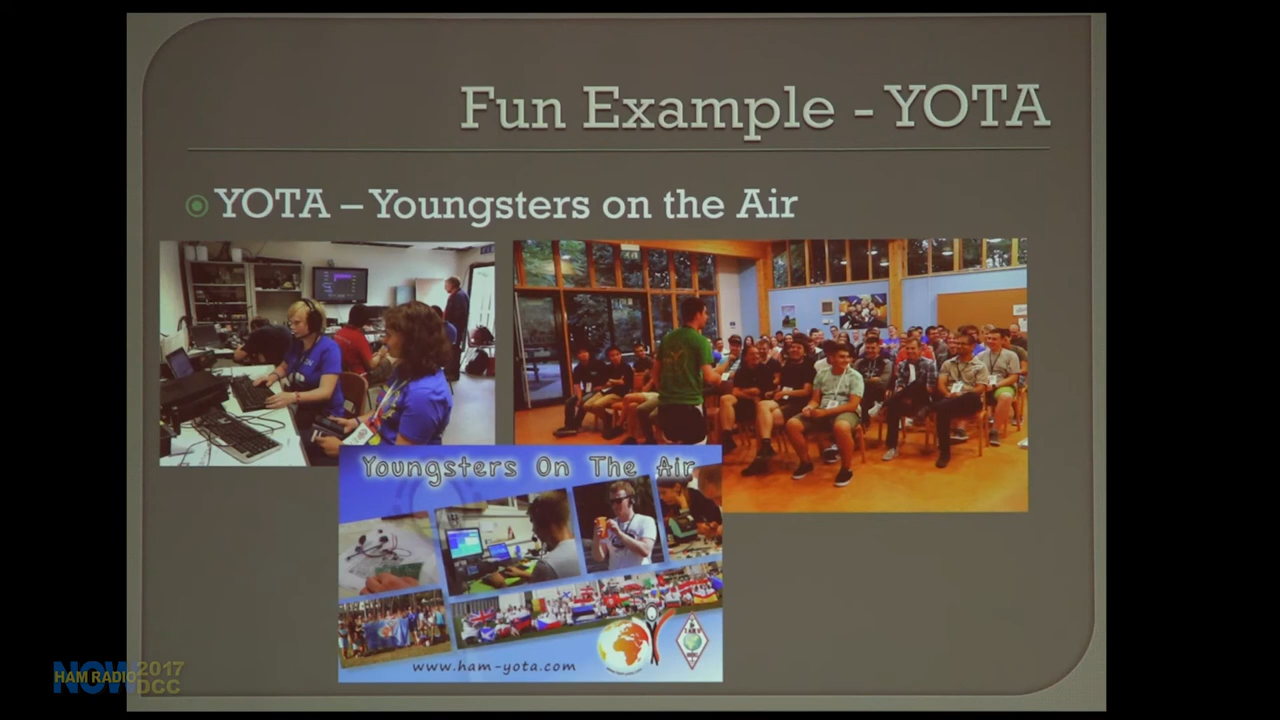 Fun Example - YOTA
YOTA – Youngsters on the Air
Youngsters On The Air
www.ham-yota.com
HAM RADIO
NOW
2017
DCC